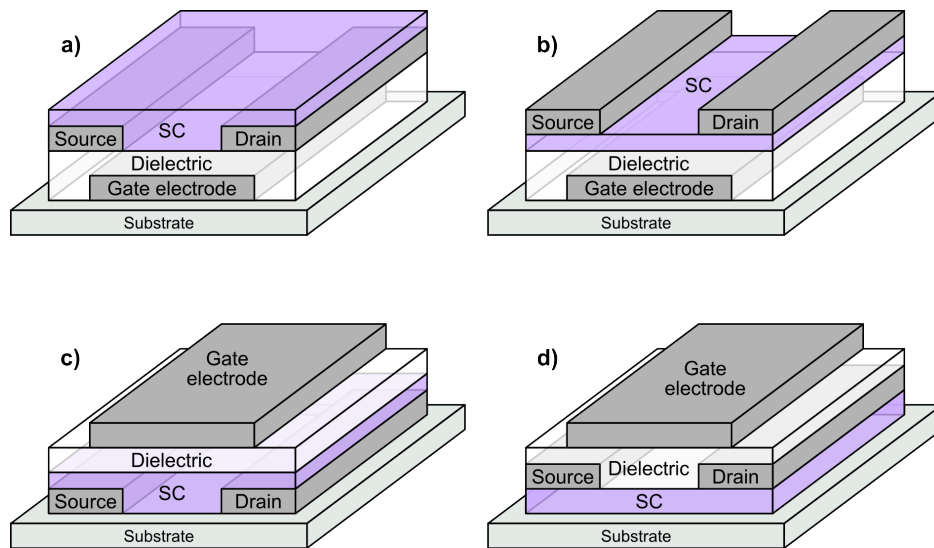 a)
Source
SC
Drain
Dielectric
Gate electrode
Substrate
b)
SC
Source
Drain
Dielectric
Gate electrode
Substrate
c)
Gate
electrode
Dielectric
Source
SC
Drain
Substrate
d)
Gate
electrode
Source
Dielectric
Drain
SC
Substrate